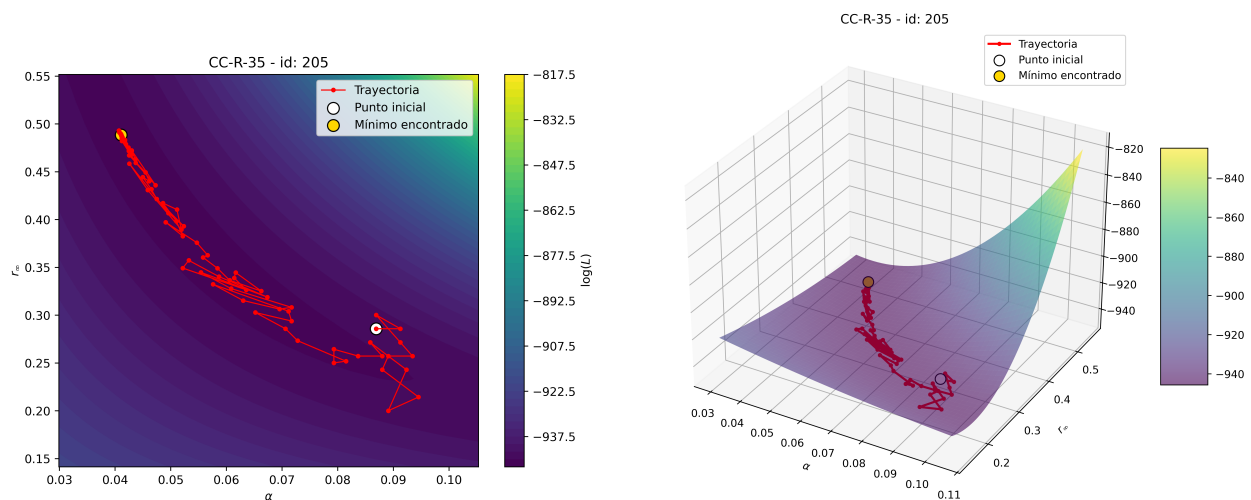 CC-R-35 - id: 205
Trayectoria
Punto inicial
Mínimo encontrado
0.55
0.50
0.45
0.40
0.35
0.30
0.25
0.20
0.15
r∞
0.03 0.04 0.05 0.06 0.07 0.08 0.09 0.10
α
−817.5
−832.5
−847.5
−862.5
−877.5
−892.5
−907.5
−922.5
−937.5
log(L)
CC-R-35 - id: 205
Trayectoria
Punto inicial
Mínimo encontrado
−820
−840
−860
−880
−900
−920
−940
0.5
0.4
0.3
0.2
r∞
0.03 0.04 0.05 0.06 0.07 0.08 0.09 0.10 0.11
α
−840
−860
−880
−900
−920
−940